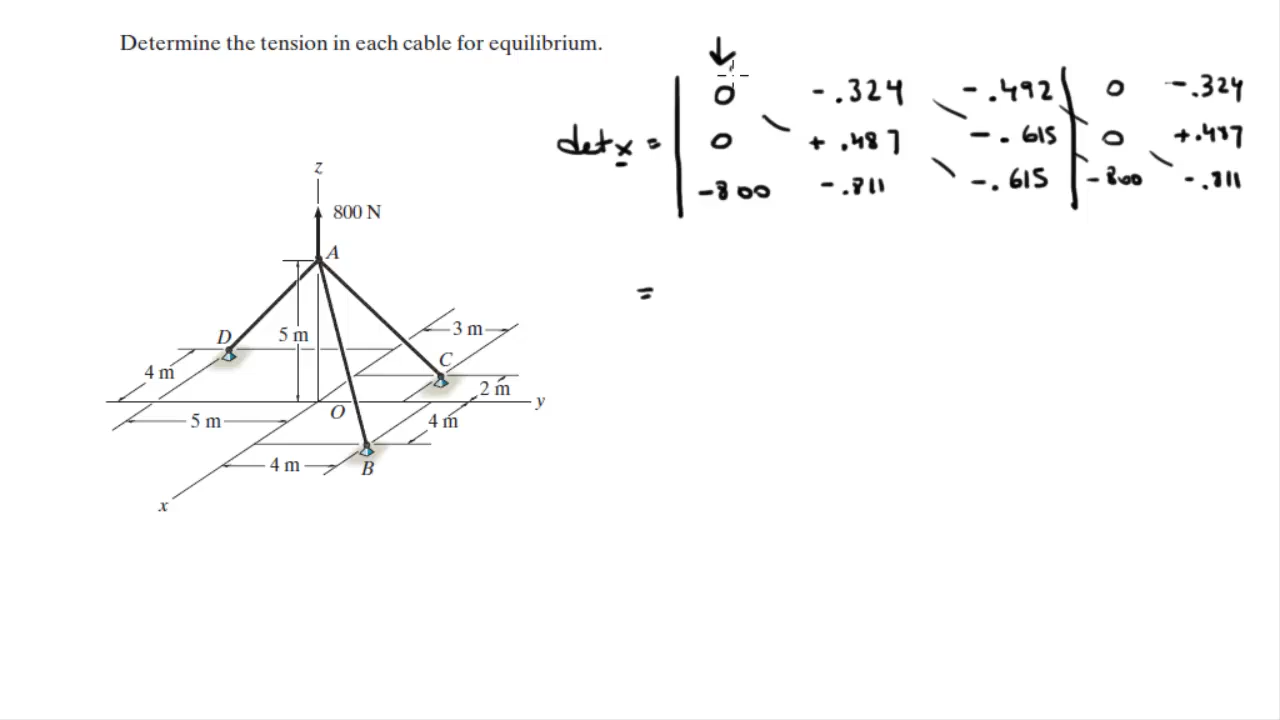 Determine the tension in each cable for equilibrium.
0 -.324 -.492 0 -.324
det x = 0 +.487 -.615 0 +.487
-800 -.811 -.615 -800 -.811
=
z
800 N
A
D
5 m
3 m
C
4 m
2 m
y
O
5 m
4 m
4 m
B
x